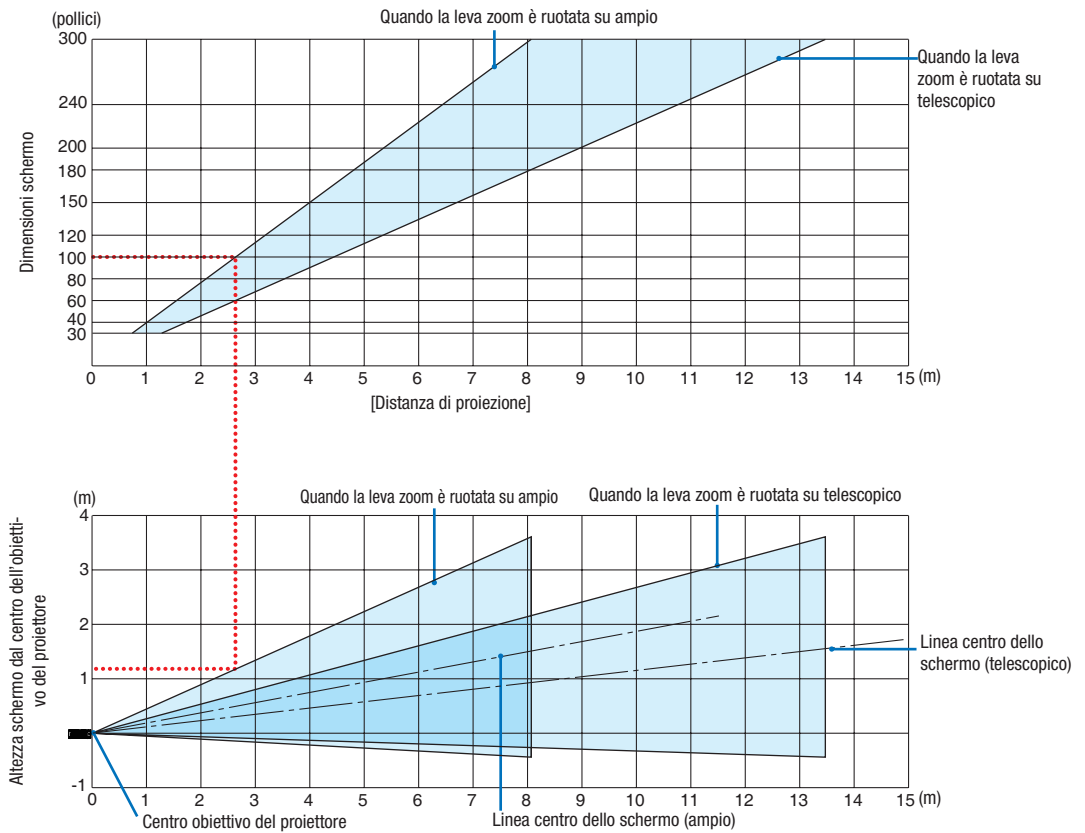 (pollici)
Quando la leva zoom è ruotata su ampio
300
240
200
180
150
120
100
80
60
40
30
Dimensioni schermo
Quando la leva
zoom è ruotata su
telescopico
0 1 2 3 4 5 6 7 8 9 10 11 12 13 14 15 (m)
[Distanza di proiezione]
(m)
Quando la leva zoom è ruotata su ampio
Quando la leva zoom è ruotata su telescopico
4
3
2
1
0
-1
Altezza schermo dal centro dell'obietti-
vo del proiettore
Linea centro dello
schermo (telescopico)
0 1 2 3 4 5 6 7 8 9 10 11 12 13 14 15 (m)
Centro obiettivo del proiettore
Linea centro dello schermo (ampio)